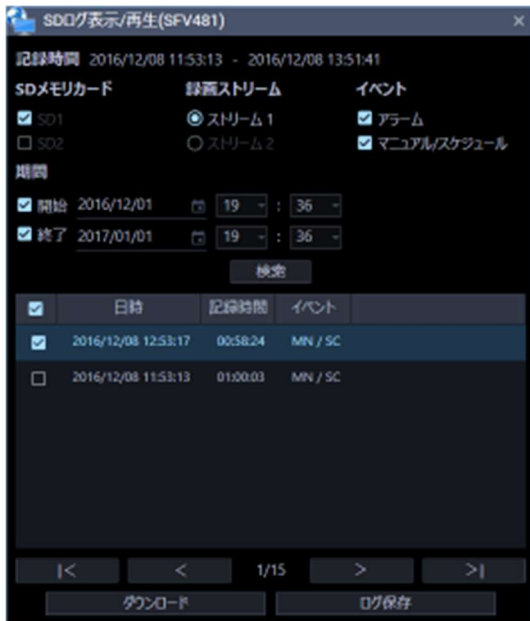 SDログ表示/再生(SFV481)
記録時間 2016/12/08 11:53:13 - 2016/12/08 13:51:41
SDメモリカード 録画ストリーム イベント
SD1 ストリーム 1 アラーム
SD2 ストリーム 2 マニュアル/スケジュール
期間
開始 2016/12/01 19 : 36
終了 2017/01/01 19 : 36
検索
日時 記録時間 イベント
2016/12/08 12:53:17 00:58:24 MN / SC
2016/12/08 11:53:13 01:00:03 MN / SC
|< < 1/15 > >|
ダウンロード ログ保存